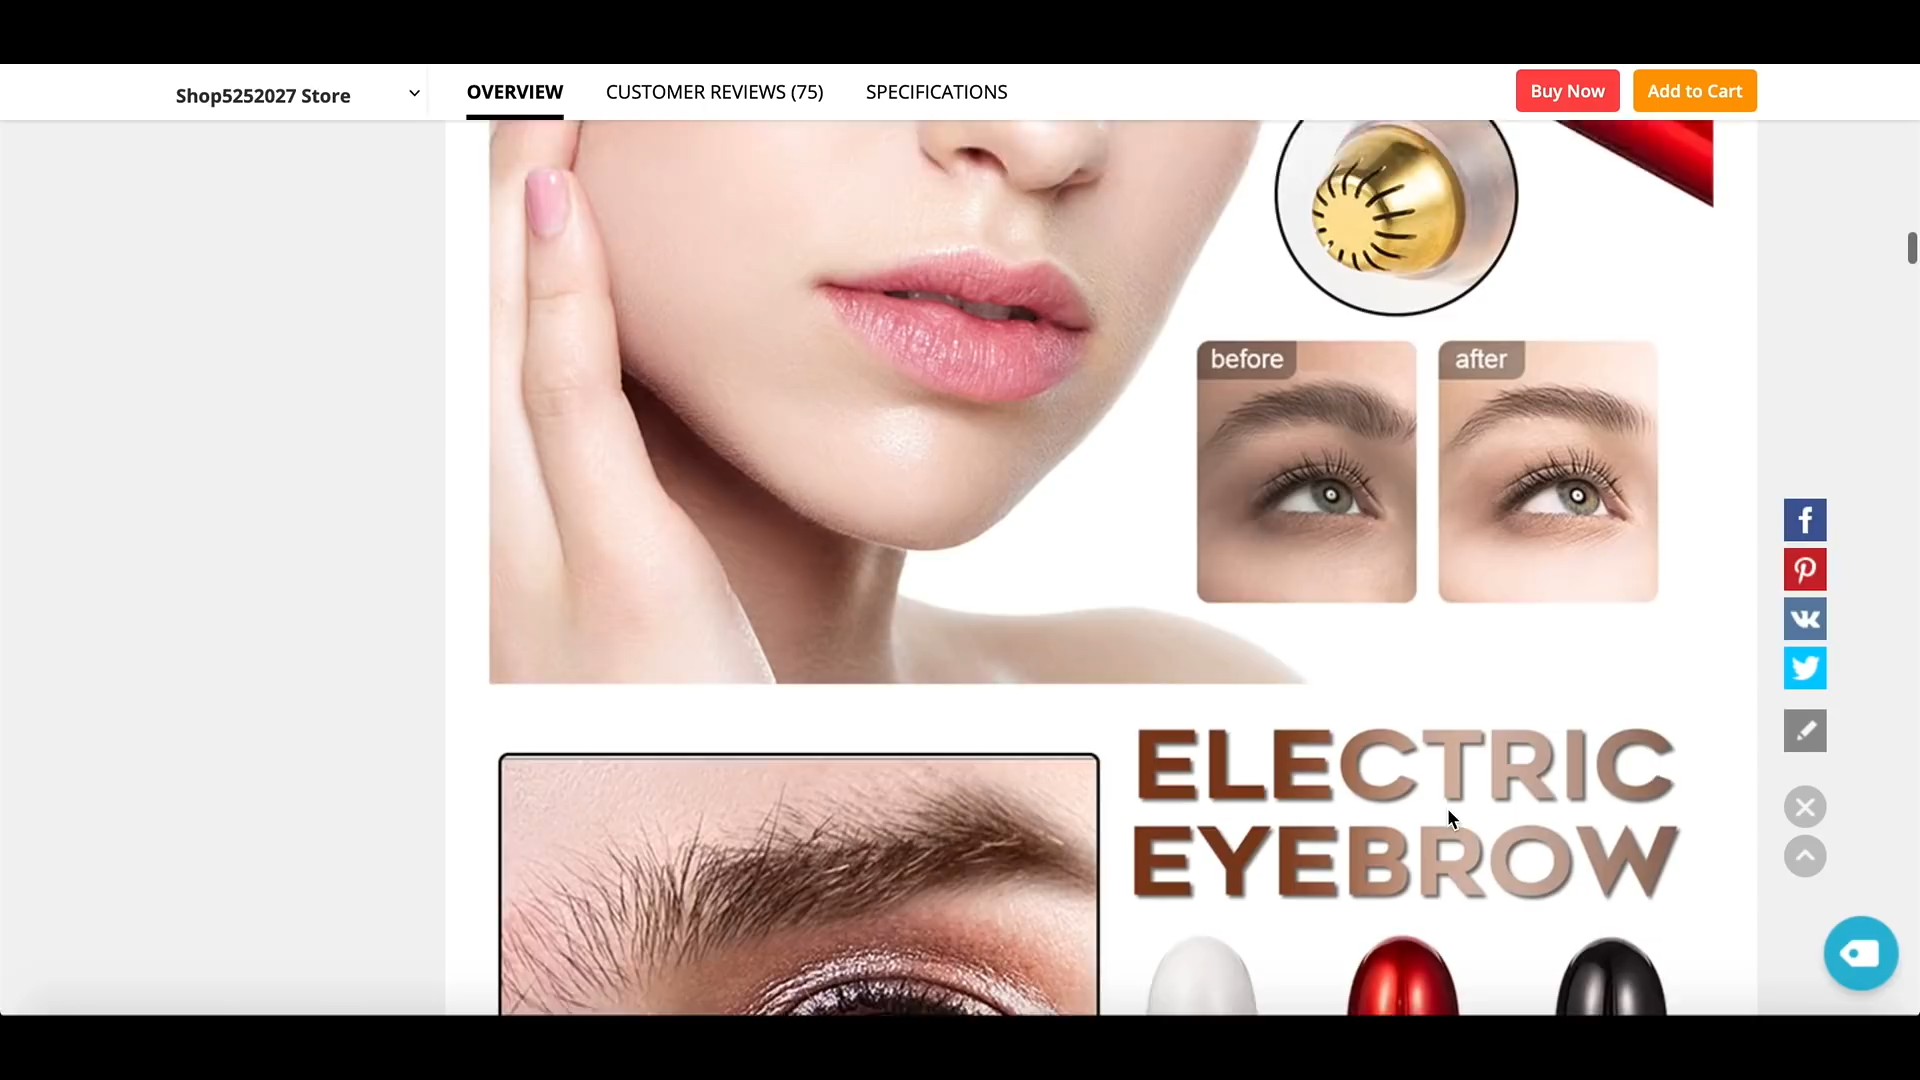 Shop5252027 Store
OVERVIEW
CUSTOMER REVIEWS (75)
SPECIFICATIONS
Buy Now
Add to Cart
before
after
ELECTRIC
EYEBROW